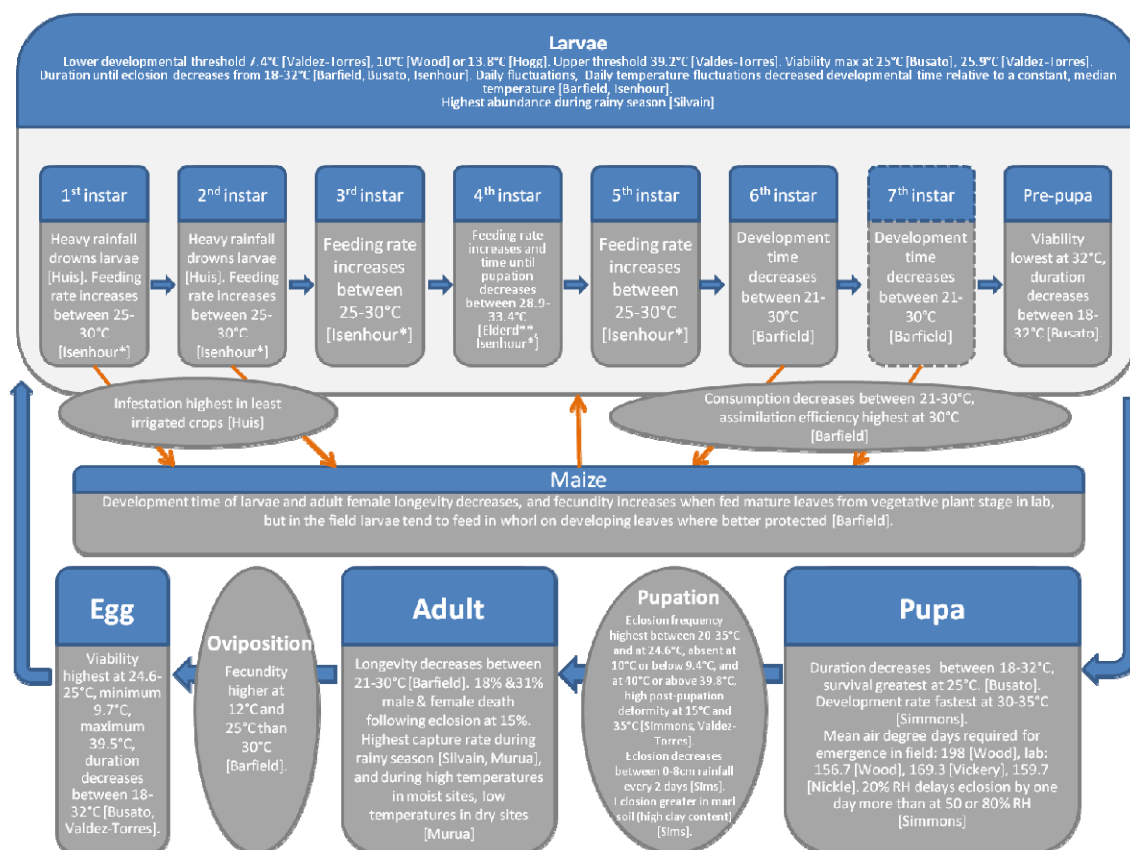 Larvae
Lower developmental threshold 7.4°C [Valdez-Torres], 10°C [Wood] or 13.8°C [Hogg]. Upper threshold 39.2°C [Valdes-Torres]. Viability max at 25°C [Busato], 25.9°C [Valdez-Torres].
Duration until eclosion decreases from 18-32°C [Barfield, Busato, Isenhour]. Daily fluctuations, Daily temperature fluctuations decreased developmental time relative to a constant, median
temperature [Barfield, Isenhour].
Highest abundance during rainy season [Silvain]
1st instar
Heavy rainfall
drowns larvae
[Huis]. Feeding
rate increases
between 25-
30°C
[Isenhour*]
2nd instar
Heavy rainfall
drowns larvae
[Huis]. Feeding
rate increases
between 25-
30°C
[Isenhour*]
3rd instar
Feeding rate
increases
between
25-30°C
[Isenhour*]
4th instar
Feeding rate
increases and
time until
pupation
decreases
between 28.9-
33.4°C
[Elderd**,
Isenhour*]
5th instar
Feeding rate
increases
between
25-30°C
[Isenhour*]
6th instar
Development
time
decreases
between 21-
30°C
[Barfield]
7th instar
Development
time
decreases
between 21-
30°C
[Barfield]
Pre-pupa
Viability
lowest at 32°C,
duration
decreases
between 18-
32°C [Busato].
Infestation highest in least
irrigated crops [Huis]
Consumption decreases between 21-30°C,
assimilation efficiency highest at 30°C
[Barfield]
Maize
Development time of larvae and adult female longevity decreases, and fecundity increases when fed mature leaves from vegetative plant stage in lab,
but in the field larvae tend to feed in whorl on developing leaves where better protected [Barfield].
Egg
Viability
highest at 24.6-
25°C, minimum
9.7°C,
maximum
39.5°C,
duration
decreases
between 18-
32°C [Busato,
Valdez-Torres].
Oviposition
Fecundity
higher at
12°C and
25°C than
30°C
[Barfield].
Adult
Longevity decreases between
21-30°C [Barfield]. 18% &31%
male & female death
following eclosion at 15%.
Highest capture rate during
rainy season [Silvain, Murua],
and during high temperatures
in moist sites, low
temperatures in dry sites
[Murua]
Pupation
Eclosion frequency
highest between 20-35°C
and at 24.6°C, absent at
10°C or below 9.4°C, and
at 40°C or above 39.8°C,
high post-pupation
deformity at 15°C and
35°C [Simmons, Valdez-
Torres].
Eclosion decreases
between 0-8cm rainfall
every 2 days [Sims].
Eclosion greater in marl
soil (high clay content)
[Sims].
Pupa
Duration decreases between 18-32°C,
survival greatest at 25°C. [Busato].
Development rate fastest at 30-35°C
[Simmons].
Mean air degree days required for
emergence in field: 198 [Wood], lab:
156.7 [Wood], 169.3 [Vickery], 159.7
[Nickle]. 20% RH delays eclosion by one
day more than at 50 or 80% RH
[Simmons]